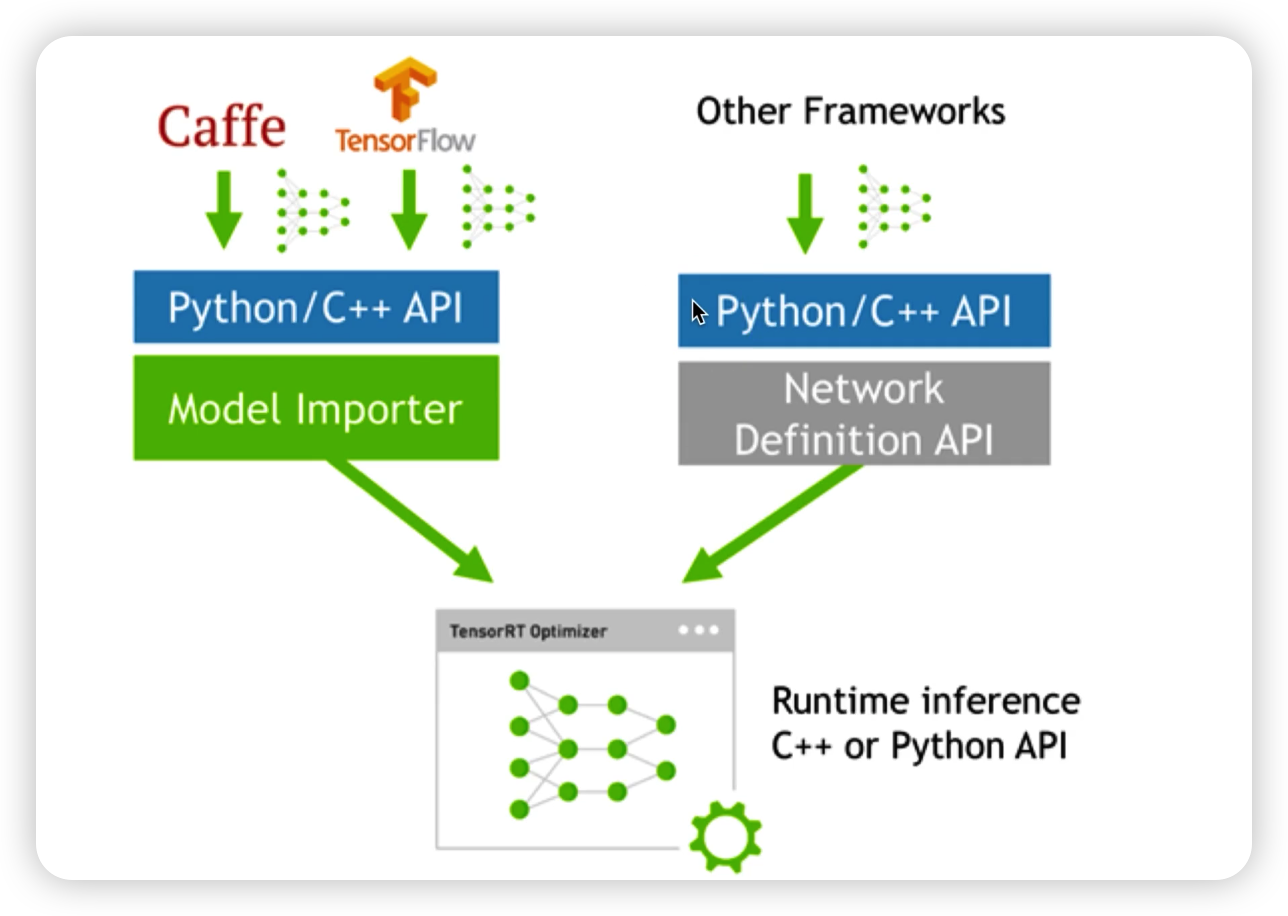 Caffe
TensorFlow
Other Frameworks
Python/C++ API
Model Importer
Python/C++ API
Network
Definition API
TensorRT Optimizer
Runtime inference
C++ or Python API